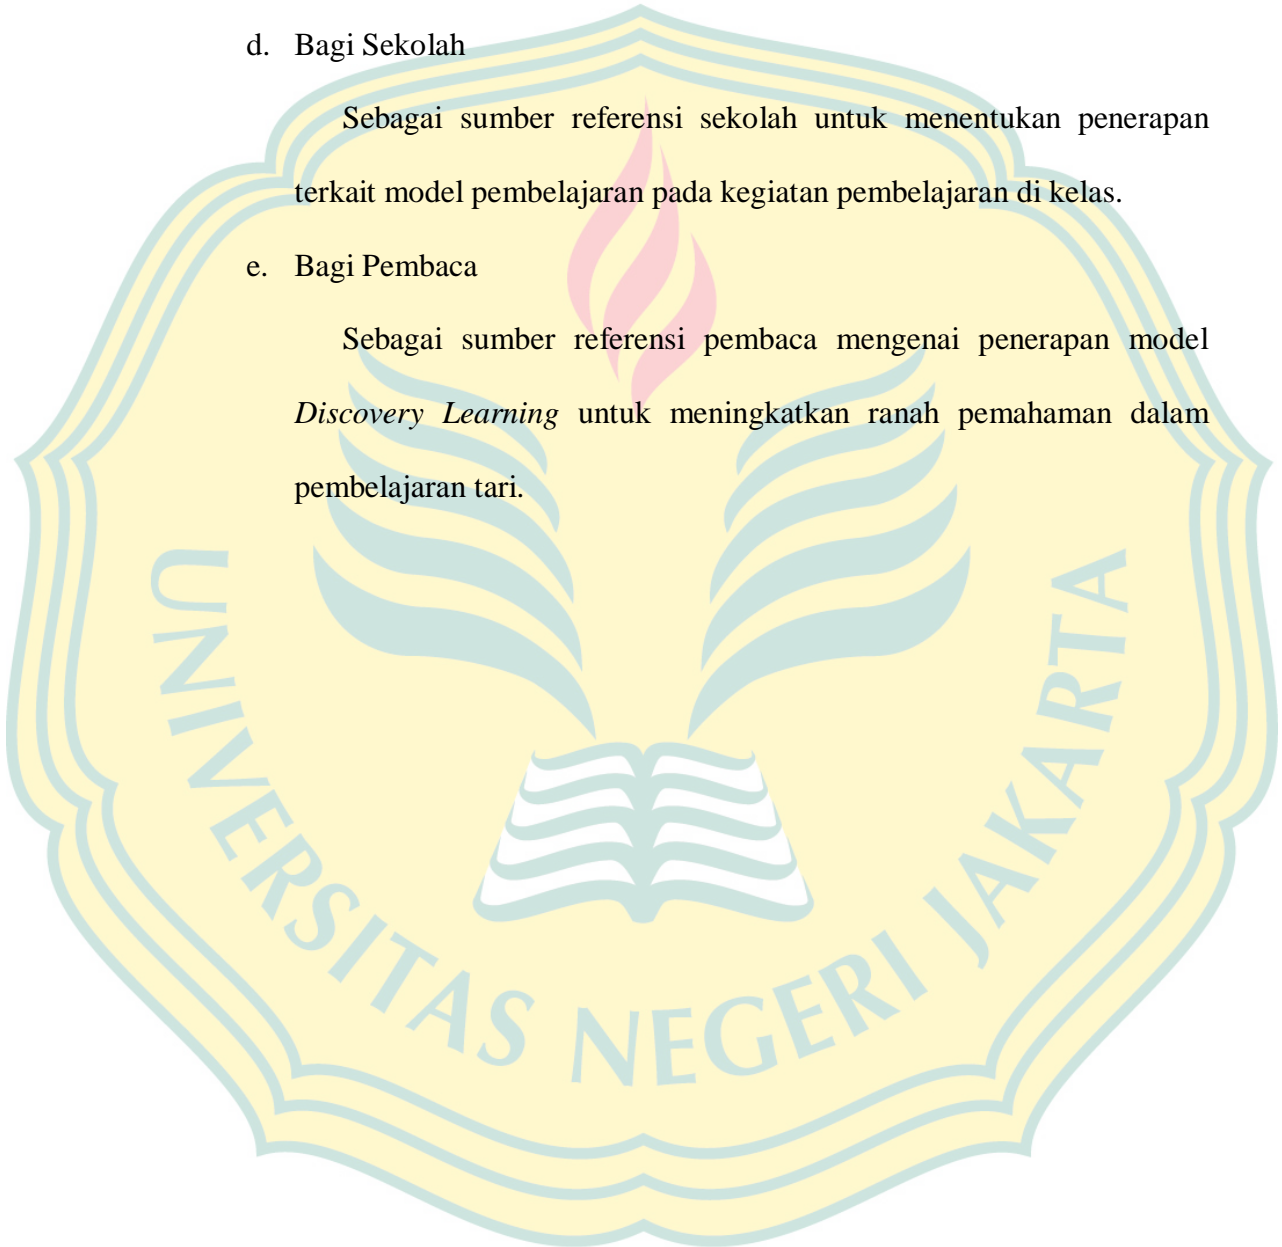 d. Bagi Sekolah
Sebagai sumber referensi sekolah untuk menentukan penerapan
terkait model pembelajaran pada kegiatan pembelajaran di kelas.
e. Bagi Pembaca
Sebagai sumber referensi pembaca mengenai penerapan model
Discovery Learning untuk meningkatkan ranah pemahaman dalam
pembelajaran tari.
UNIVERSITAS NEGERI JAKARTA